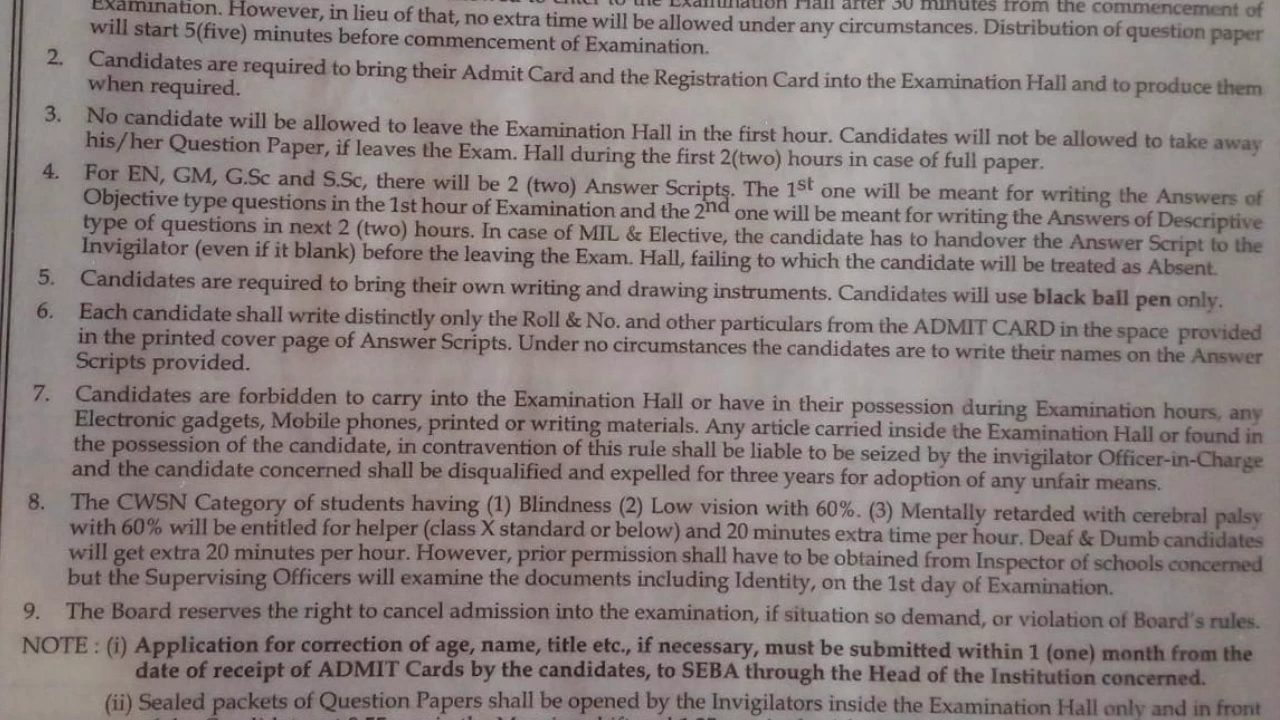 Examination. However, in lieu of that, no extra time will be allowed under any circumstances. Distribution of question paper
will start 5(five) minutes before commencement of Examination.
2. Candidates are required to bring their Admit Card and the Registration Card into the Examination Hall and to produce them
when required.
3. No candidate will be allowed to leave the Examination Hall in the first hour. Candidates will not be allowed to take away
his/her Question Paper, if leaves the Exam. Hall during the first 2(two) hours in case of full paper.
4. For EN, GM, G.Sc and S.Sc, there will be 2 (two) Answer Scripts. The 1st one will be meant for writing the Answers of
Objective type questions in the 1st hour of Examination and the 2nd one will be meant for writing the Answers of Descriptive
type of questions in next 2 (two) hours. In case of MIL & Elective, the candidate has to handover the Answer Script to the
Invigilator (even if it blank) before the leaving the Exam. Hall, failing to which the candidate will be treated as Absent.
5. Candidates are required to bring their own writing and drawing instruments. Candidates will use black ball pen only.
6. Each candidate shall write distinctly only the Roll & No. and other particulars from the ADMIT CARD in the space provided
in the printed cover page of Answer Scripts. Under no circumstances the candidates are to write their names on the Answer
Scripts provided.
7. Candidates are forbidden to carry into the Examination Hall or have in their possession during Examination hours, any
Electronic gadgets, Mobile phones, printed or writing materials. Any article carried inside the Examination Hall or found in
the possession of the candidate, in contravention of this rule shall be liable to be seized by the invigilator Officer-in-Charge
and the candidate concerned shall be disqualified and expelled for three years for adoption of any unfair means.
8. The CWSN Category of students having (1) Blindness (2) Low vision with 60%. (3) Mentally retarded with cerebral palsy
with 60% will be entitled for helper (class X standard or below) and 20 minutes extra time per hour. Deaf & Dumb candidates
will get extra 20 minutes per hour. However, prior permission shall have to be obtained from Inspector of schools concerned
but the Supervising Officers will examine the documents including Identity, on the 1st day of Examination.
9. The Board reserves the right to cancel admission into the examination, if situation so demand, or violation of Board's rules.
NOTE : (i) Application for correction of age, name, title etc., if necessary, must be submitted within 1 (one) month from the
date of receipt of ADMIT Cards by the candidates, to SEBA through the Head of the Institution concerned.
(ii) Sealed packets of Question Papers shall be opened by the Invigilators inside the Examination Hall only and in front